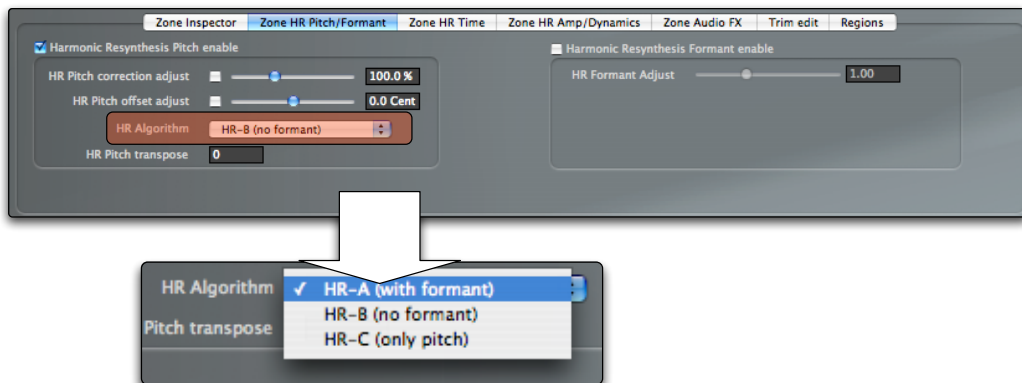 Zone Inspector Zone HR Pitch/Formant Zone HR Time Zone HR Amp/Dynamics Zone Audio FX Trim edit Regions
Harmonic Resynthesis Pitch enable
HR Pitch correction adjust 100.0 %
HR Pitch offset adjust 0.0 Cent
HR Algorithm HR-B (no formant)
HR Pitch transpose 0
Harmonic Resynthesis Formant enable
HR Formant Adjust 1.00
HR Algorithm ✓ HR-A (with formant)
HR-B (no formant)
Pitch transpose
HR-C (only pitch)